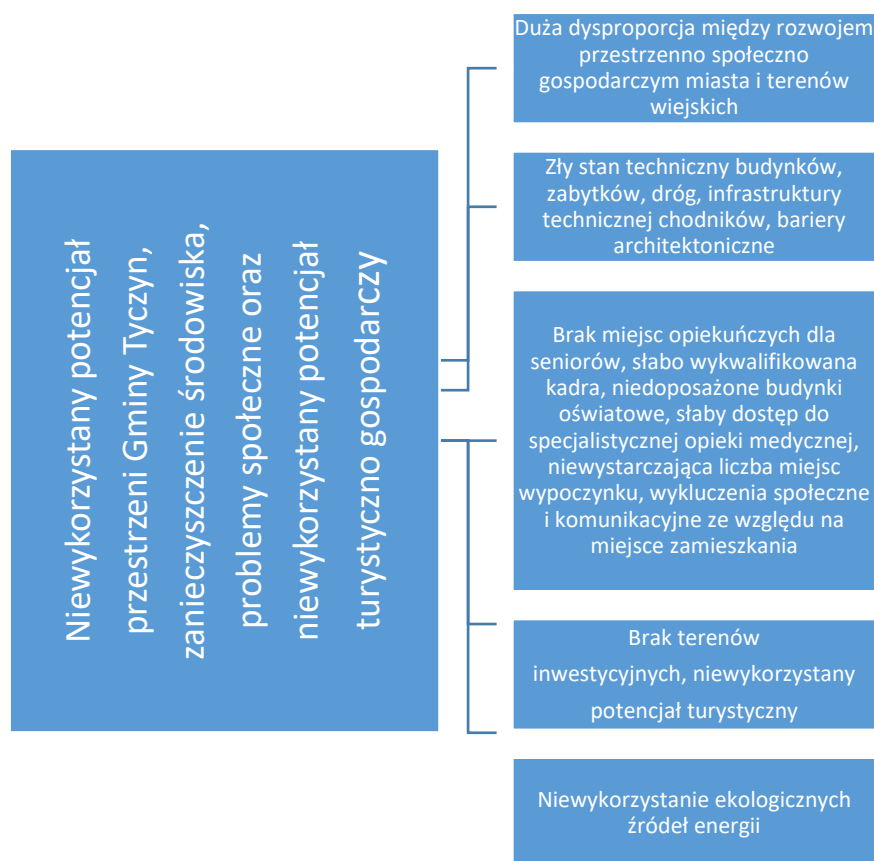 Niewykorzystany potencjał
przestrzeni Gminy Tyczyn,
zanieczyszczenie środowiska,
problemy społeczne oraz
niewykorzystany potencjał
turystyczno gospodarczy
Duża dysproporcja między rozwojem
przestrzenno społeczno
gospodarczym miasta i terenów
wiejskich
Zły stan techniczny budynków,
zabytków, dróg, infrastruktury
technicznej chodników, bariery
architektoniczne
Brak miejsc opiekuńczych dla
seniorów, słabo wykwalifikowana
kadra, niedoposażone budynki
oświatowe, słaby dostęp do
specjalistycznej opieki medycznej,
niewystarczająca liczba miejsc
wypoczynku, wykluczenia społeczne
i komunikacyjne ze względu na
miejsce zamieszkania
Brak terenów
inwestycyjnych, niewykorzystany
potencjał turystyczny
Niewykorzystanie ekologicznych
źródeł energii